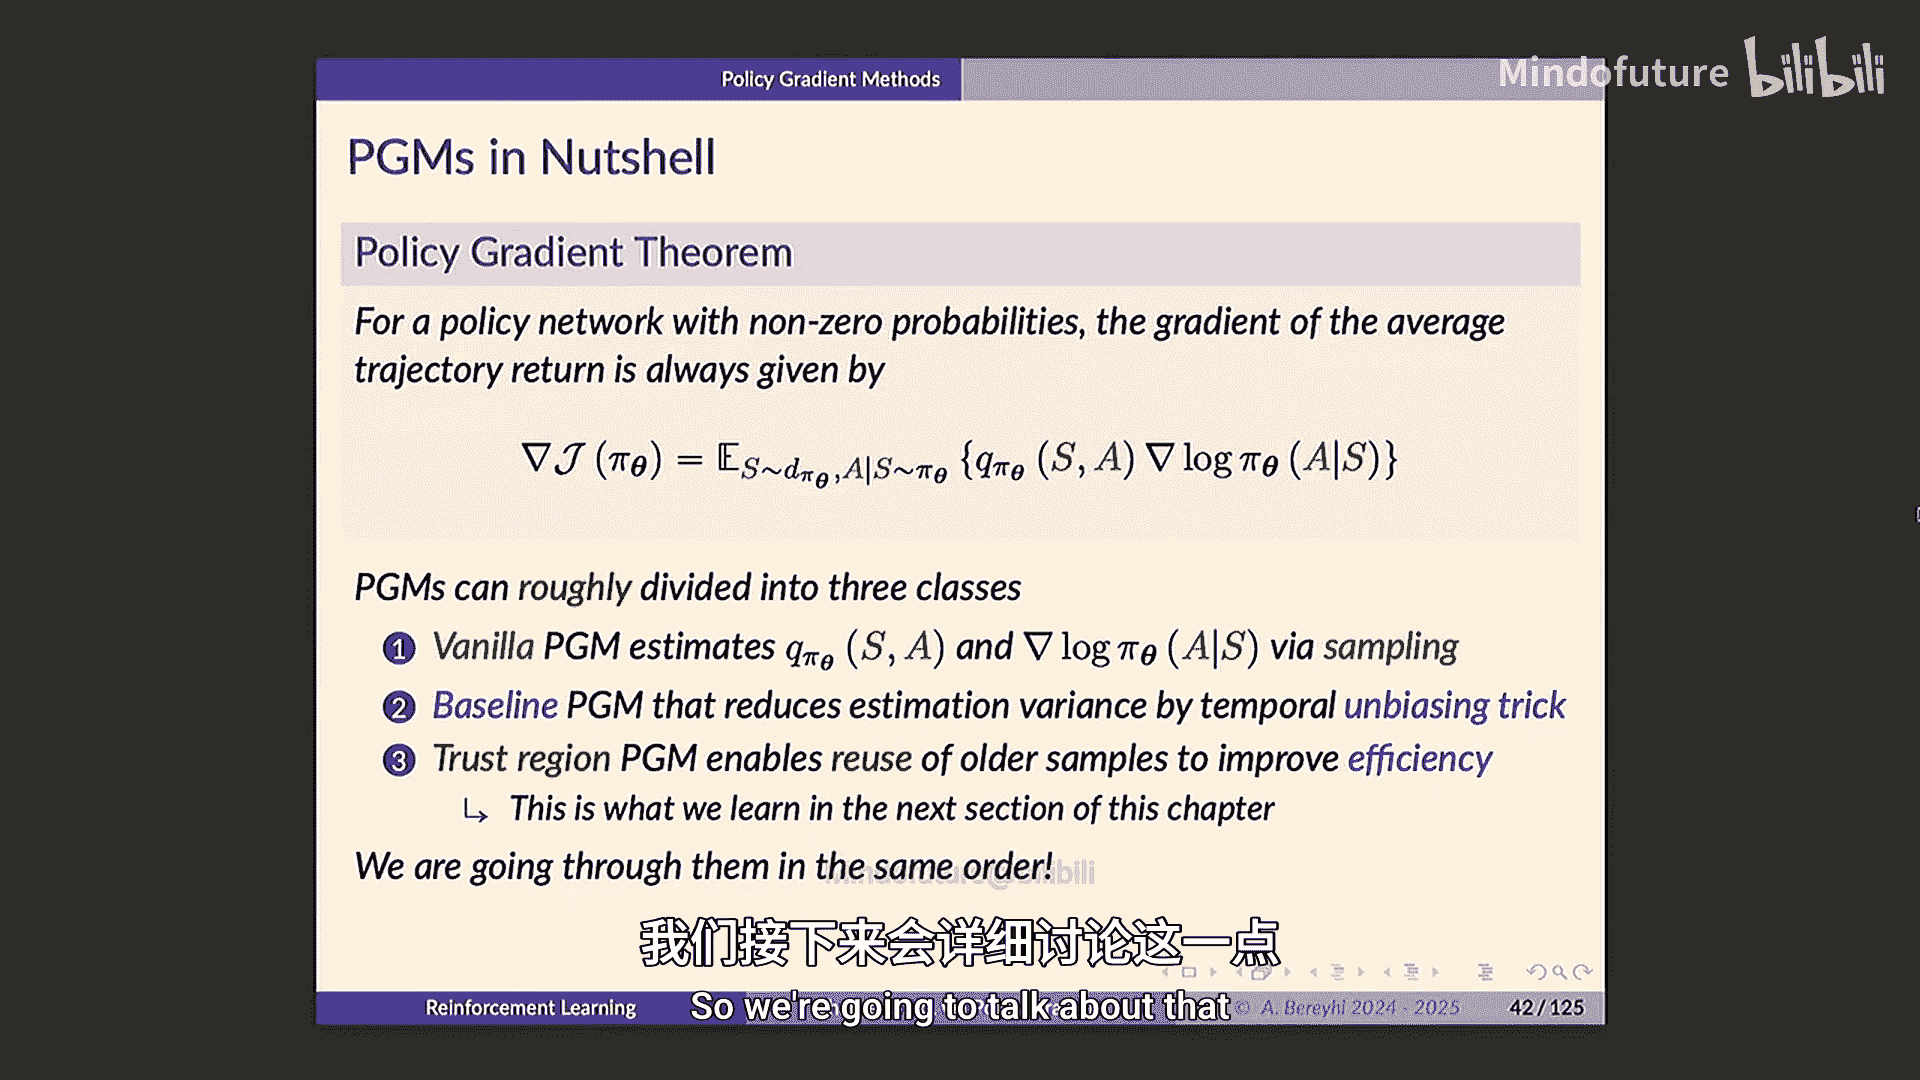 Policy Gradient Methods
Mindofuture bilibili
PGMs in Nutshell
Policy Gradient Theorem
For a policy network with non-zero probabilities, the gradient of the average
trajectory return is always given by
∇𝒥 (π_θ) = 𝔼_{S∼d_{π_θ}, A|S∼π_θ} {q_{π_θ} (S, A) ∇ log π_θ (A|S)}
PGMs can roughly divided into three classes
1 Vanilla PGM estimates q_{π_θ} (S, A) and ∇ log π_θ (A|S) via sampling
2 Baseline PGM that reduces estimation variance by temporal unbiasing trick
3 Trust region PGM enables reuse of older samples to improve efficiency
↳ This is what we learn in the next section of this chapter
We are going through them in the same order!
Mindofuture@bilibili
我们接下来会详细讨论这一点
So we're going to talk about that
Reinforcement Learning
© A. Bereyhi 2024 - 2025
42 / 125